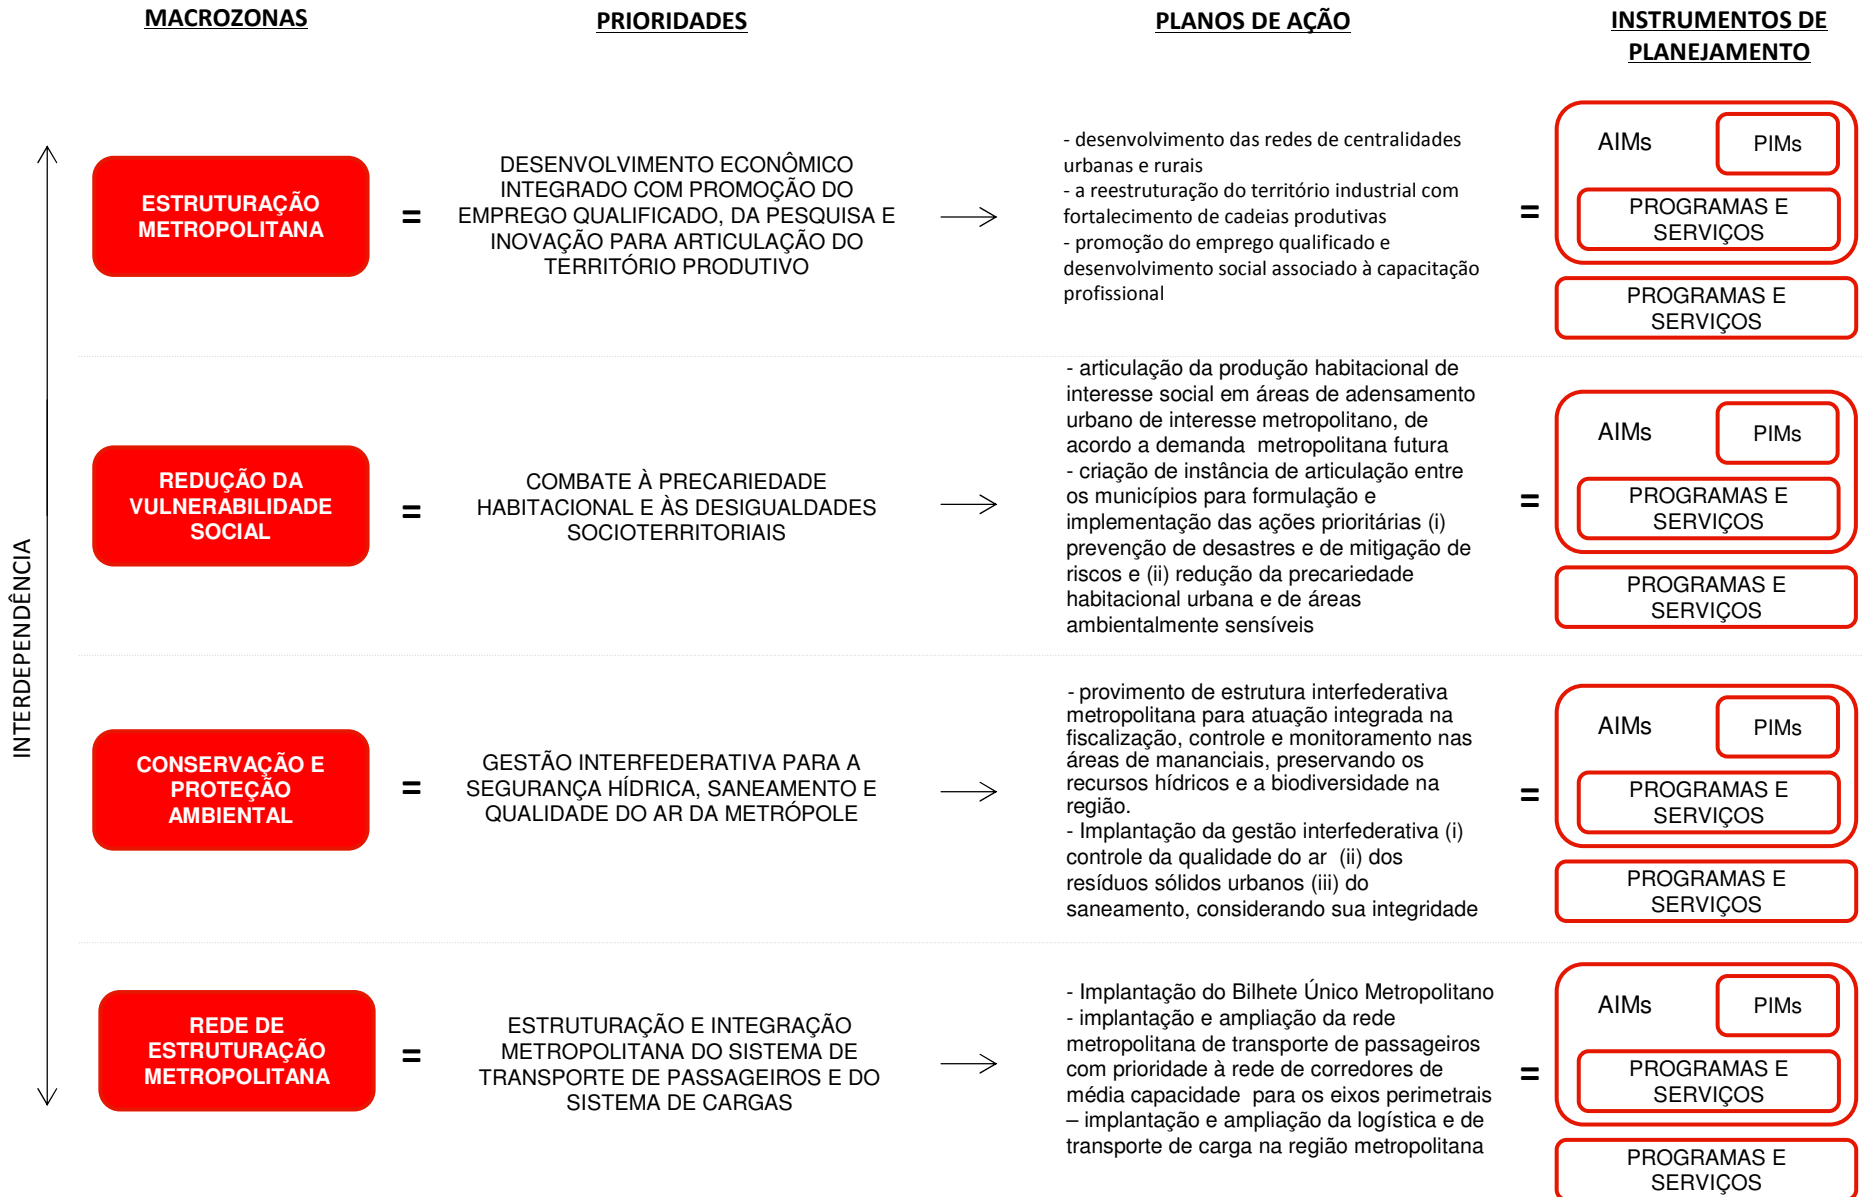 MACROZONAS
PRIORIDADES
PLANOS DE AÇÃO
INSTRUMENTOS DE
PLANEJAMENTO
INTERDEPENDÊNCIA
ESTRUTURAÇÃO
METROPOLITANA
=
DESENVOLVIMENTO ECONÔMICO
INTEGRADO COM PROMOÇÃO DO
EMPREGO QUALIFICADO, DA PESQUISA E
INOVAÇÃO PARA ARTICULAÇÃO DO
TERRITÓRIO PRODUTIVO
- desenvolvimento das redes de centralidades
urbanas e rurais
- a reestruturação do território industrial com
fortalecimento de cadeias produtivas
- promoção do emprego qualificado e
desenvolvimento social associado à capacitação
profissional
=
AIMs
PIMs
PROGRAMAS E
SERVIÇOS
PROGRAMAS E
SERVIÇOS
REDUÇÃO DA
VULNERABILIDADE
SOCIAL
=
COMBATE À PRECARIEDADE
HABITACIONAL E ÀS DESIGUALDADES
SOCIOTERRITORIAIS
- articulação da produção habitacional de
interesse social em áreas de adensamento
urbano de interesse metropolitano, de
acordo a demanda metropolitana futura
- criação de instância de articulação entre
os municípios para formulação e
implementação das ações prioritárias (i)
prevenção de desastres e de mitigação de
riscos e (ii) redução da precariedade
habitacional urbana e de áreas
ambientalmente sensíveis
=
AIMs
PIMs
PROGRAMAS E
SERVIÇOS
PROGRAMAS E
SERVIÇOS
CONSERVAÇÃO E
PROTEÇÃO
AMBIENTAL
=
GESTÃO INTERFEDERATIVA PARA A
SEGURANÇA HÍDRICA, SANEAMENTO E
QUALIDADE DO AR DA METRÓPOLE
- provimento de estrutura interfederativa
metropolitana para atuação integrada na
fiscalização, controle e monitoramento nas
áreas de mananciais, preservando os
recursos hídricos e a biodiversidade na
região.
- Implantação da gestão interfederativa (i)
controle da qualidade do ar (ii) dos
resíduos sólidos urbanos (iii) do
saneamento, considerando sua integridade
=
AIMs
PIMs
PROGRAMAS E
SERVIÇOS
PROGRAMAS E
SERVIÇOS
REDE DE
ESTRUTURAÇÃO
METROPOLITANA
=
ESTRUTURAÇÃO E INTEGRAÇÃO
METROPOLITANA DO SISTEMA DE
TRANSPORTE DE PASSAGEIROS E DO
SISTEMA DE CARGAS
- Implantação do Bilhete Único Metropolitano
- implantação e ampliação da rede
metropolitana de transporte de passageiros
com prioridade à rede de corredores de
média capacidade para os eixos perimetrais
– implantação e ampliação da logística e de
transporte de carga na região metropolitana
=
AIMs
PIMs
PROGRAMAS E
SERVIÇOS
PROGRAMAS E
SERVIÇOS